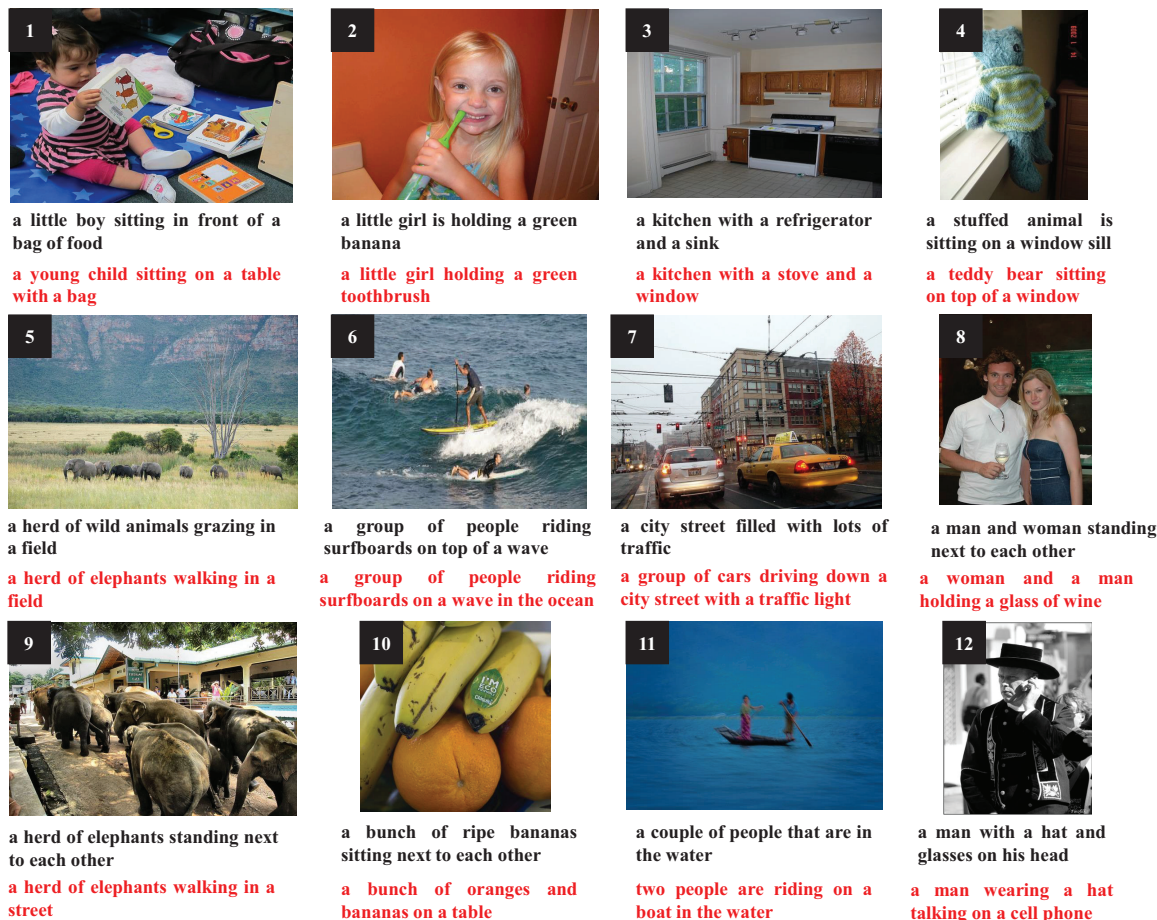 1
2
3
4
14 1 2009
a little boy sitting in front of a
bag of food
a young child sitting on a table
with a bag
a little girl is holding a green
banana
a little girl holding a green
toothbrush
a kitchen with a refrigerator
and a sink
a kitchen with a stove and a
window
a stuffed animal is
sitting on a window sill
a teddy bear sitting
on top of a window
5
6
7
8
a herd of wild animals grazing in
a field
a herd of elephants walking in a
field
a group of people riding
surfboards on top of a wave
a group of people riding
surfboards on a wave in the ocean
a city street filled with lots of
traffic
a group of cars driving down a
city street with a traffic light
a man and woman standing
next to each other
a woman and a man
holding a glass of wine
9
10
I'M
ECO
11
12
a herd of elephants standing next
to each other
a herd of elephants walking in a
street
a bunch of ripe bananas
sitting next to each other
a bunch of oranges and
bananas on a table
a couple of people that are in
the water
two people are riding on a
boat in the water
a man with a hat and
glasses on his head
a man wearing a hat
talking on a cell phone